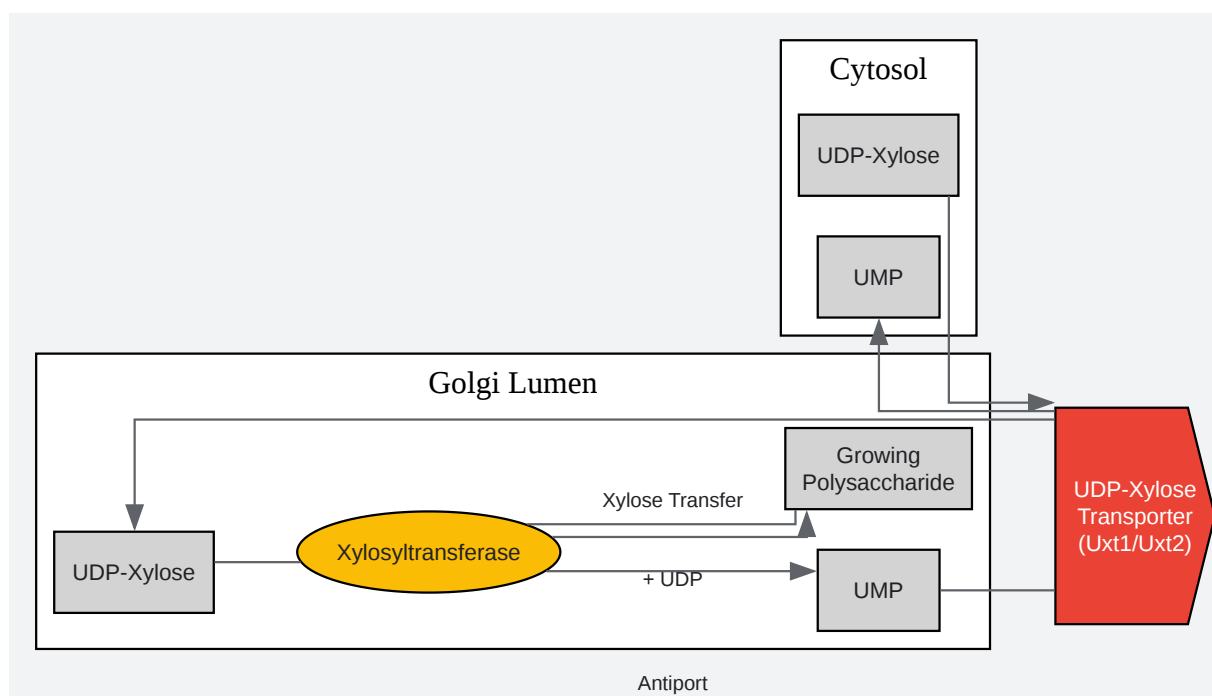 Cytosol
UDP-Xylose
UMP
Golgi Lumen
Growing
Polysaccharide
Xylose Transfer
Xylosyltransferase
UDP-Xylose
+ UDP
UMP
UDP-Xylose
Transporter
(Uxt1/Uxt2)
Antiport